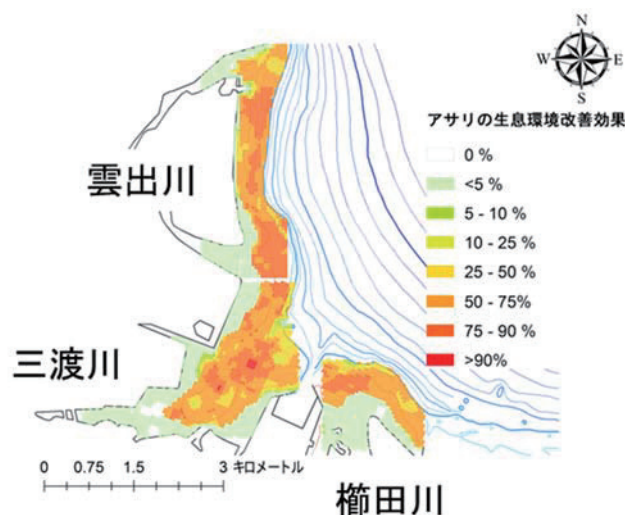 N
W E
S
アサリの生息環境改善効果
0 %
<5 %
5 - 10 %
10 - 25 %
25 - 50 %
50 - 75%
75 - 90 %
>90%
雲出川
三渡川
0 0.75 1.5 3 キロメートル
櫛田川